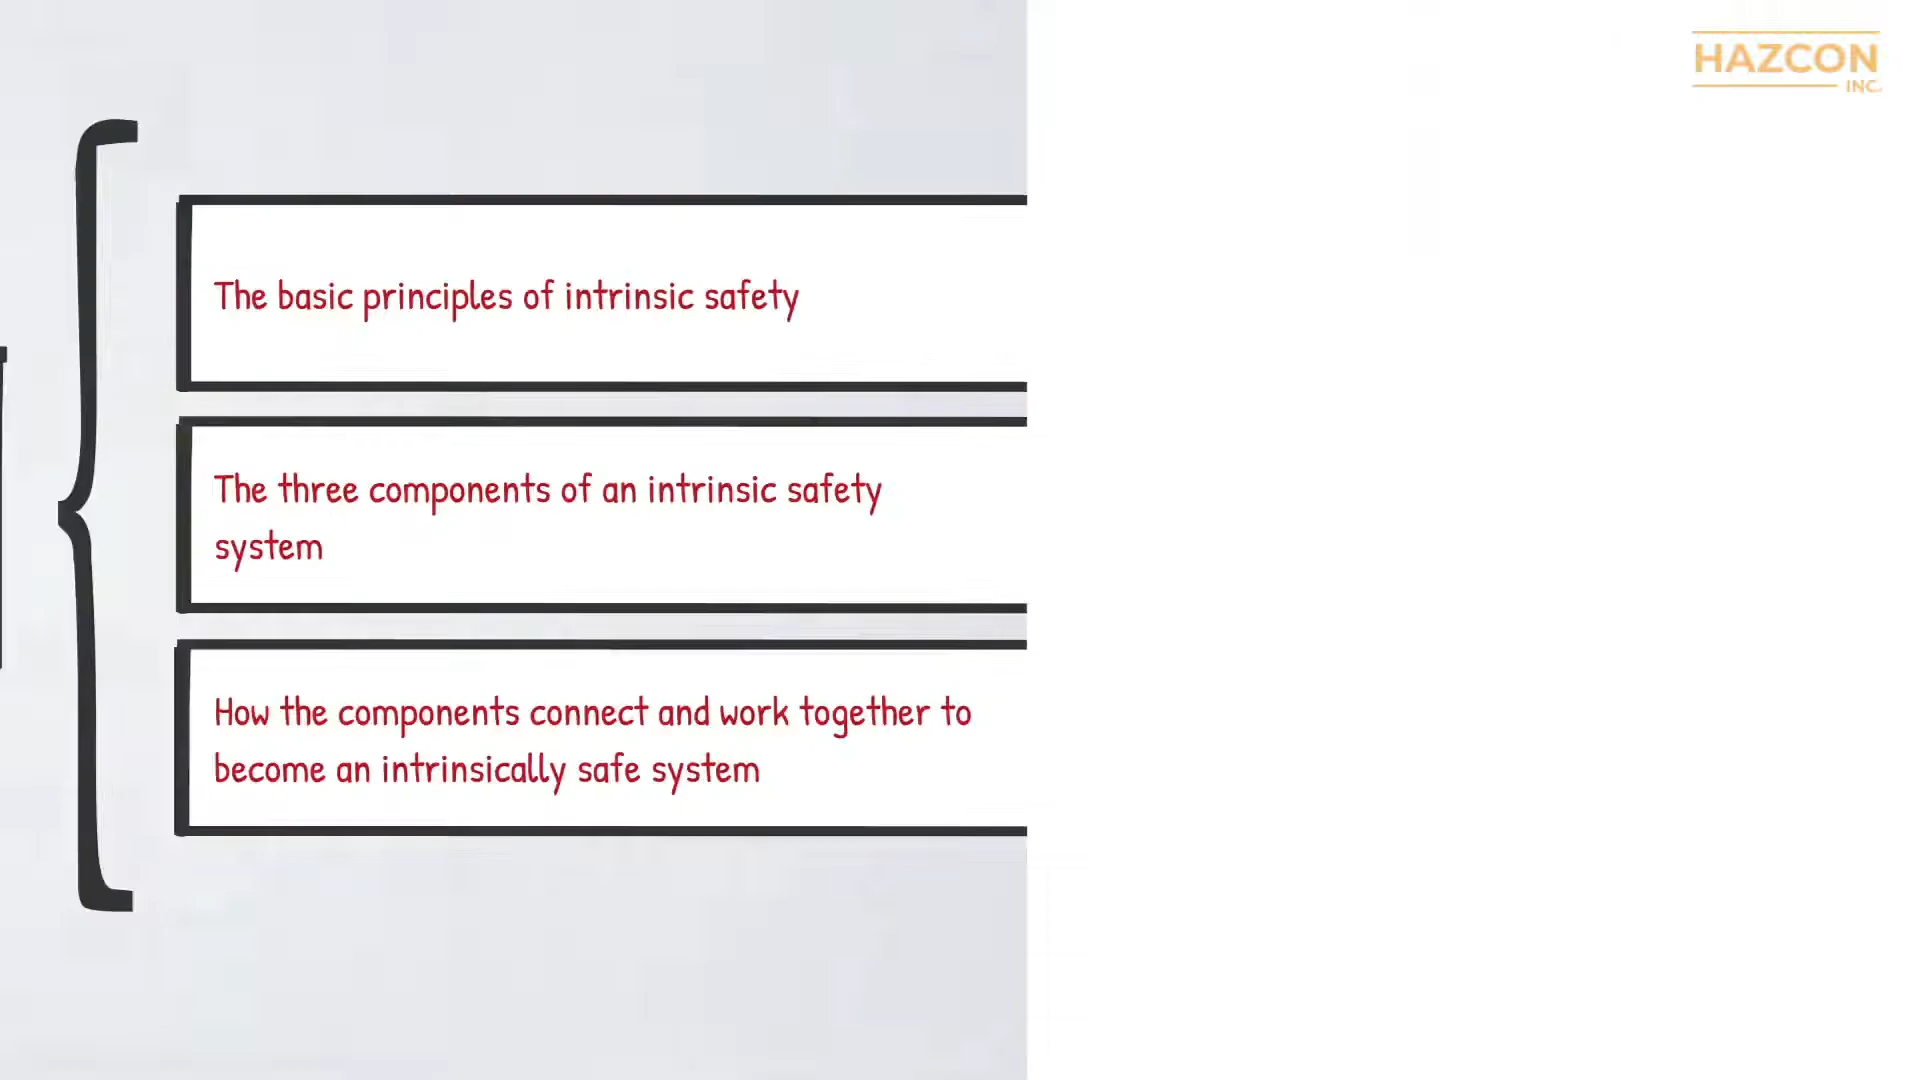 HAZCON
INC.
The basic principles of intrinsic safety
The three components of an intrinsic safety
system
How the components connect and work together to
become an intrinsically safe system